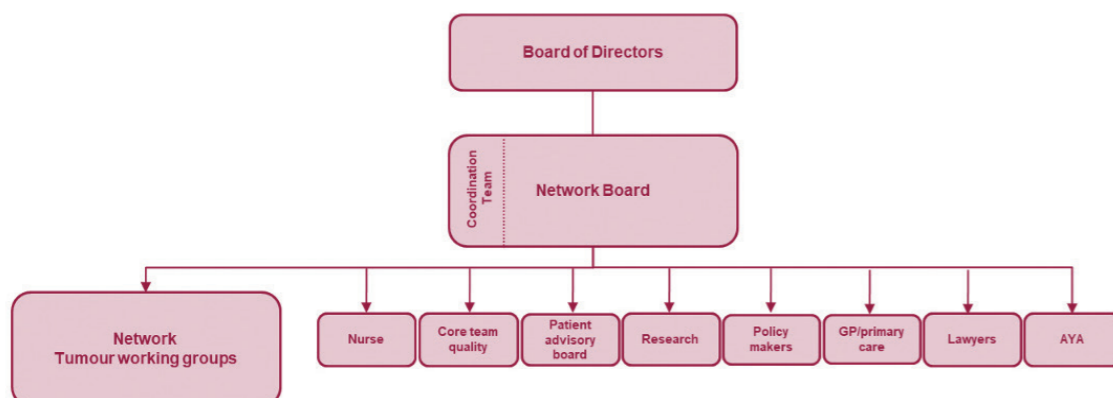 Board of Directors
Coordination
Team
Network Board
Network
Tumour working groups
Nurse
Core team
quality
Patient
advisory
board
Research
Policy
makers
GP/primary
care
Lawyers
AYA